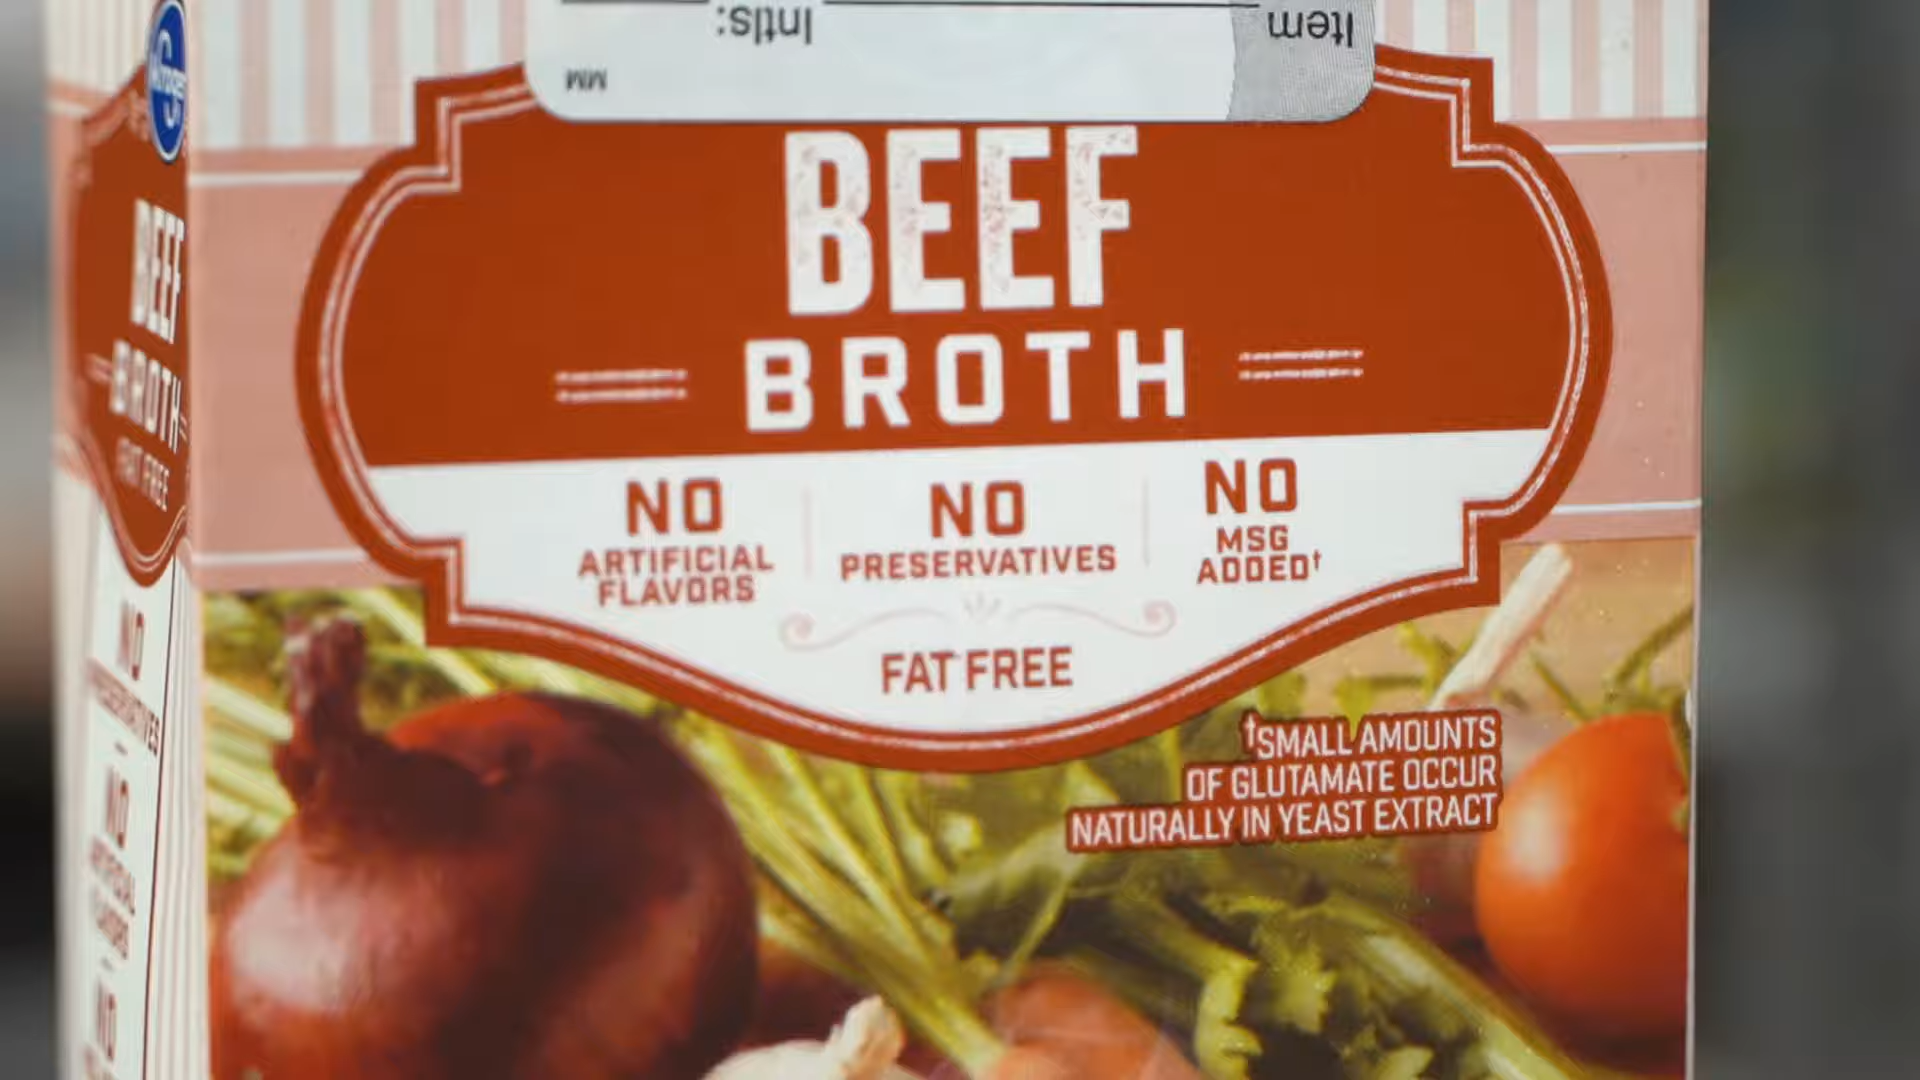 Intls:
Item
MM
Kroger
BEEF
BROTH
NO
ARTIFICIAL
FLAVORS
NO
PRESERVATIVES
NO
MSG
ADDED†
FAT FREE
†SMALL AMOUNTS
OF GLUTAMATE OCCUR
NATURALLY IN YEAST EXTRACT
BEEF
BROTH
FAT FREE
NO
PRESERVATIVES
NO
ARTIFICIAL
FLAVORS
NO